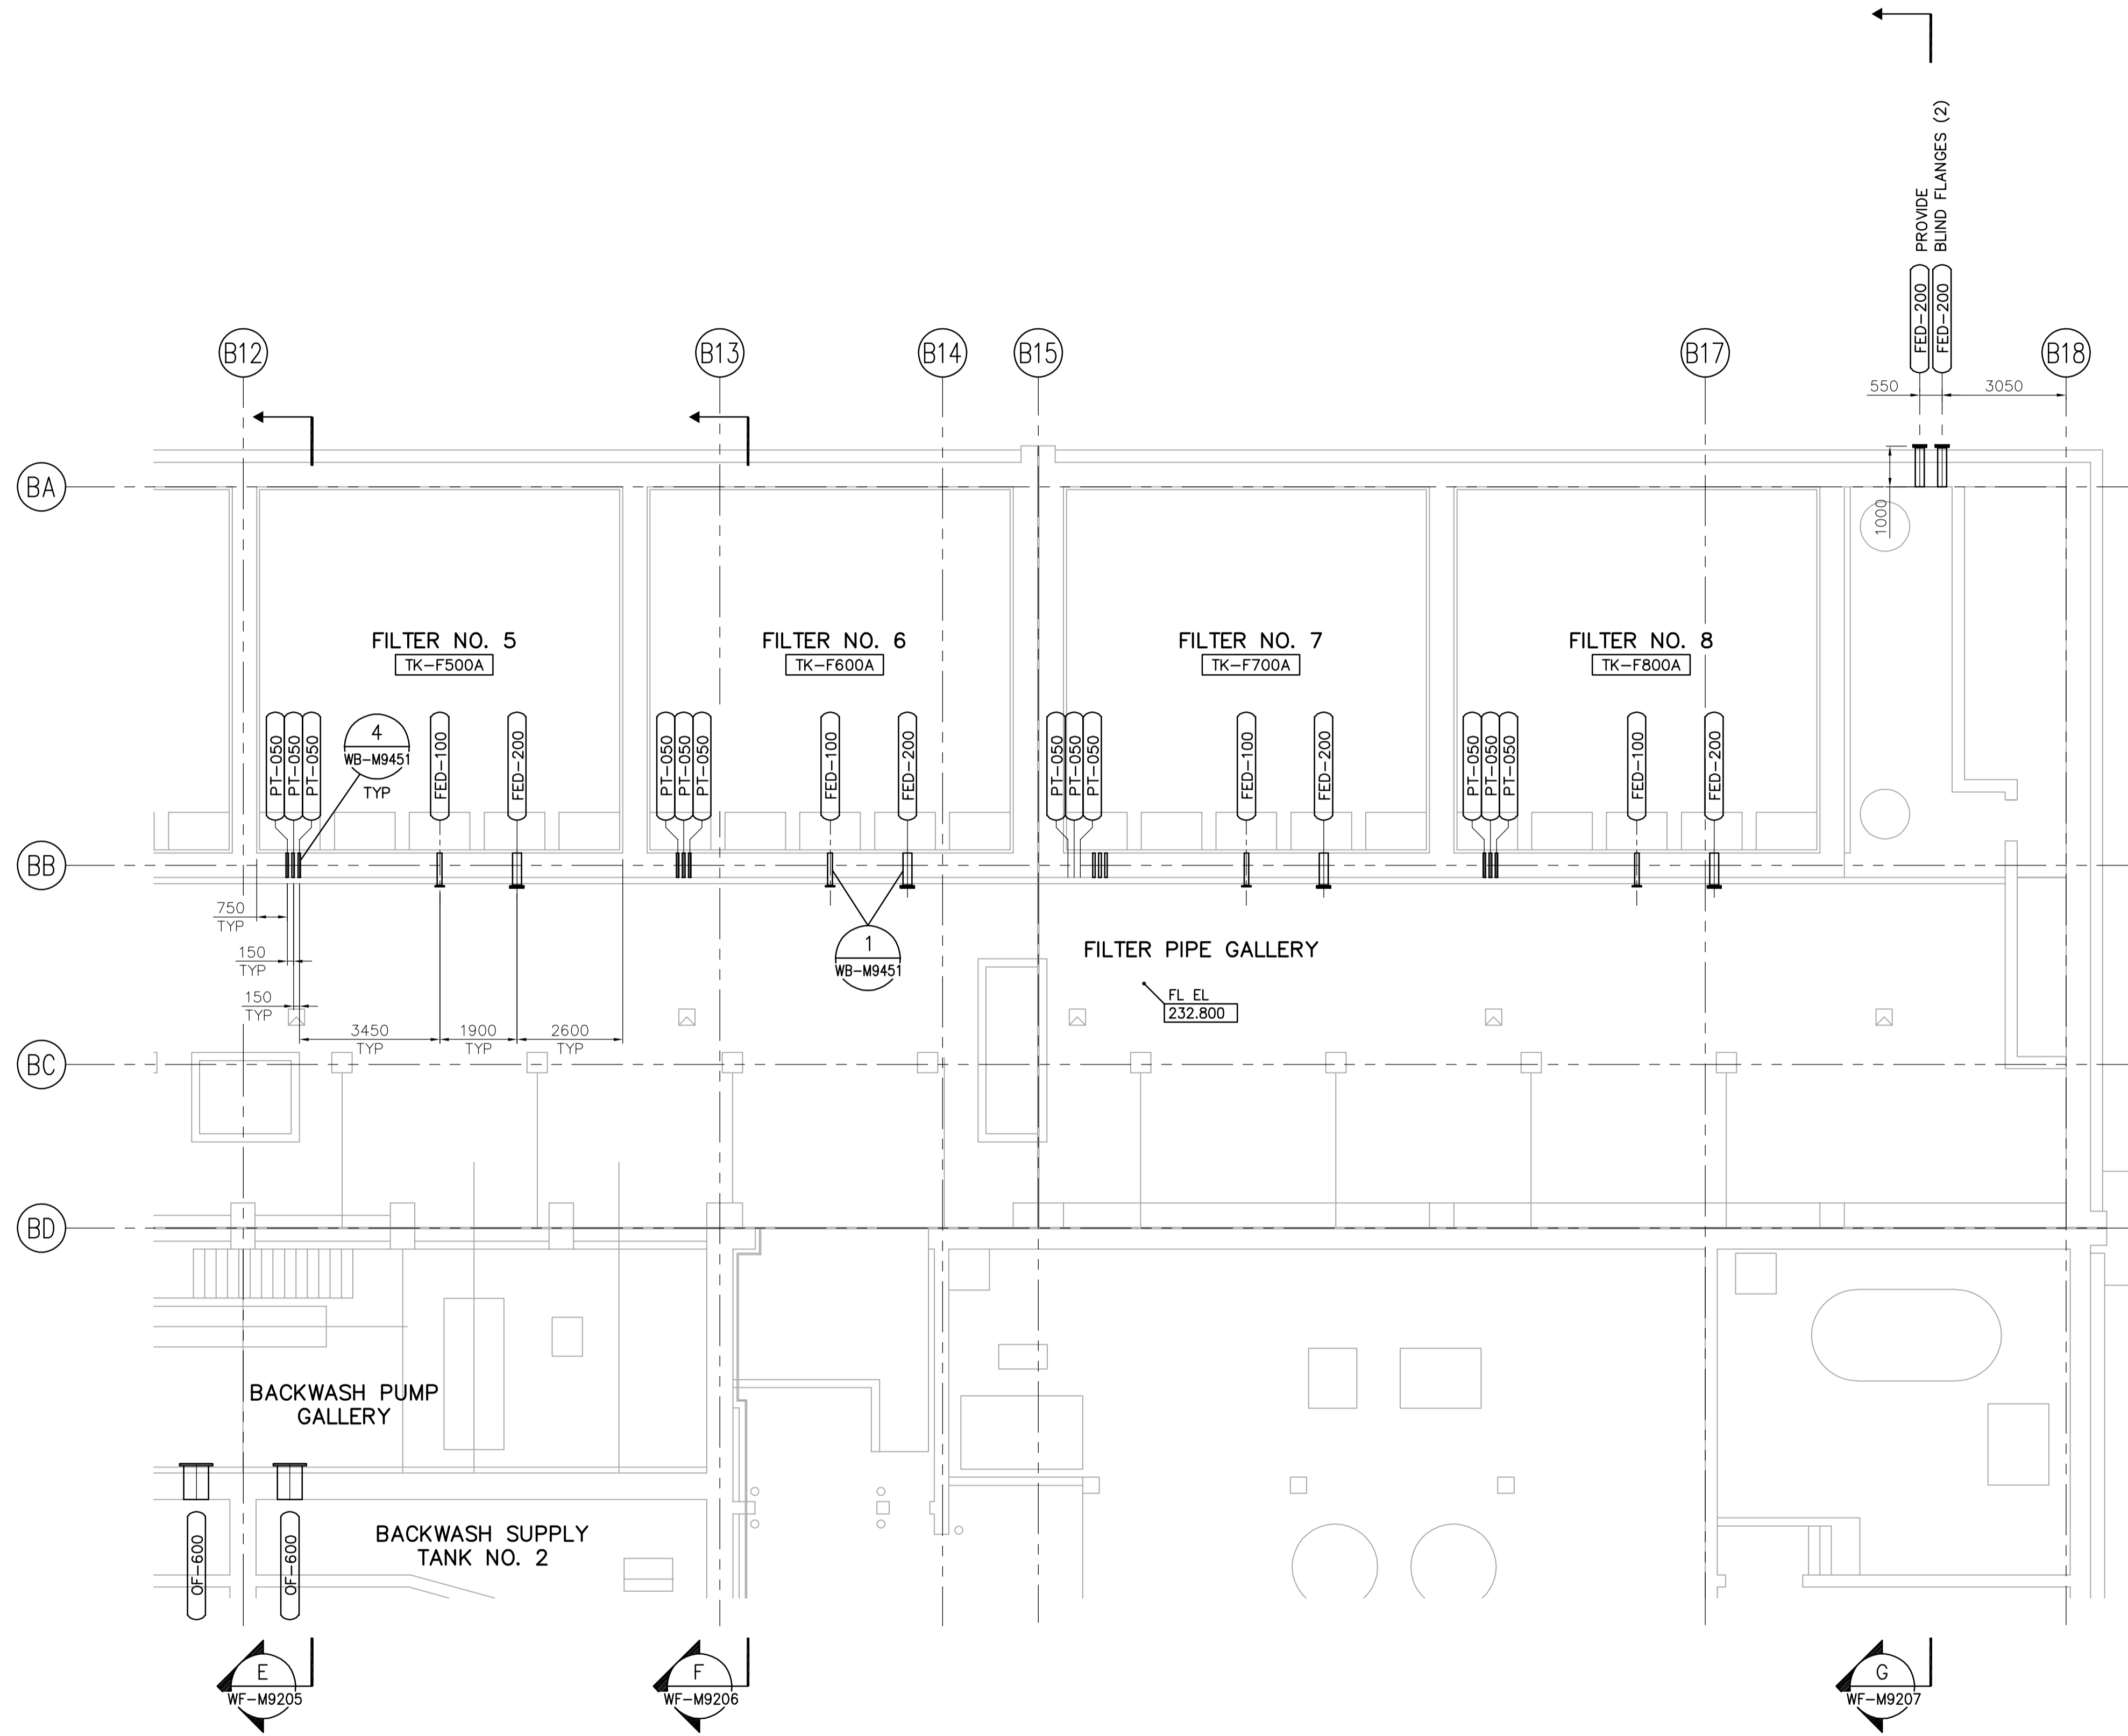 PROVIDE
BLIND FLANGES (2)
FED-200
FED-200
B12
B13
B14
B15
B17
B18
550
3050
BA
1000
FILTER NO. 5
TK-F500A
FILTER NO. 6
TK-F600A
FILTER NO. 7
TK-F700A
FILTER NO. 8
TK-F800A
PT-050
PT-050
PT-050
4
WB-M9451
TYP
FED-100
FED-200
PT-050
PT-050
PT-050
FED-100
FED-200
PT-050
PT-050
PT-050
FED-100
FED-200
PT-050
PT-050
PT-050
FED-100
FED-200
BB
750
TYP
150
TYP
150
TYP
3450
TYP
1900
TYP
2600
TYP
1
WB-M9451
FILTER PIPE GALLERY
FL EL
232.800
BC
BD
BACKWASH PUMP
GALLERY
OF-600
OF-600
BACKWASH SUPPLY
TANK NO. 2
E
WF-M9205
F
WF-M9206
G
WF-M9207